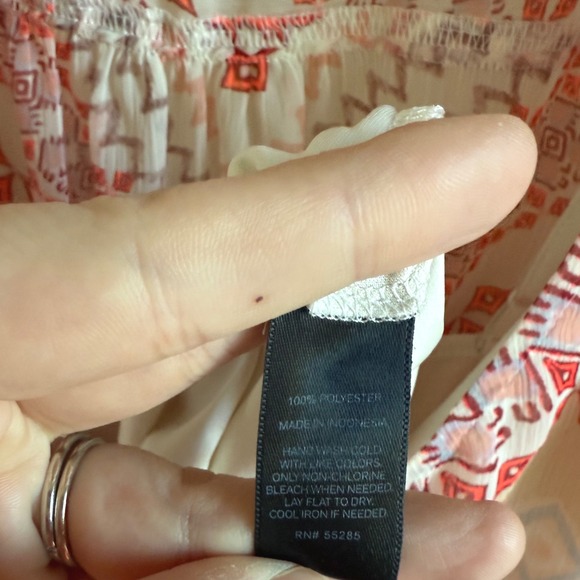 100% POLYESTER
MADE IN INDONESIA
HAND WASH COLD
WITH LIKE COLORS.
ONLY NON-CHLORINE
BLEACH WHEN NEEDED.
LAY FLAT TO DRY.
COOL IRON IF NEEDED.
RN# 55285